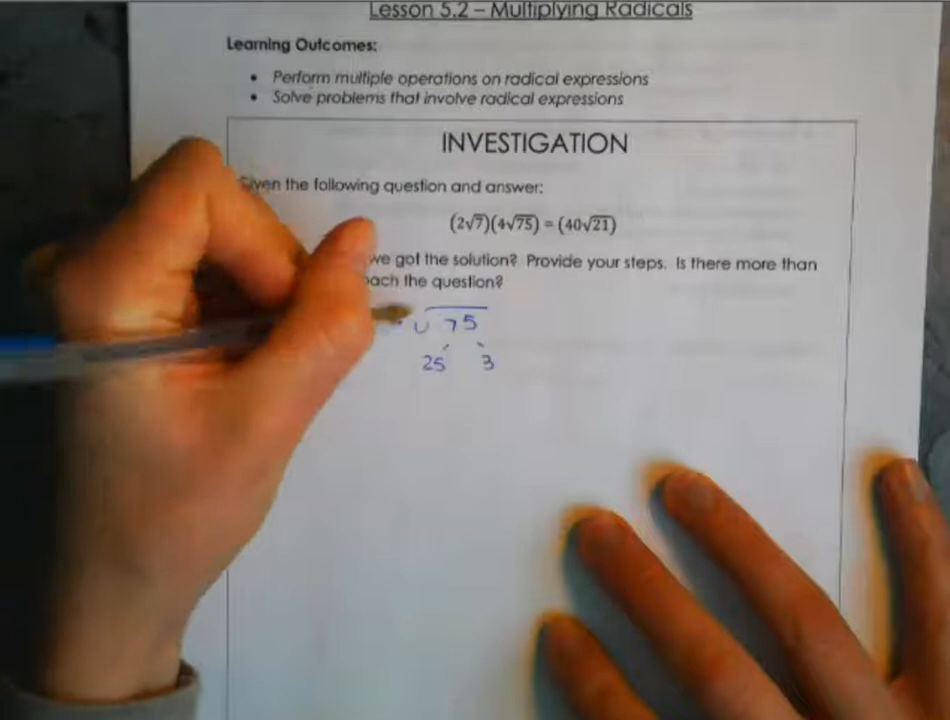 Lesson 5.2 – Multiplying Radicals
Learning Outcomes:
• Perform multiple operations on radical expressions
• Solve problems that involve radical expressions
INVESTIGATION
Given the following question and answer:
(2√7)(4√75) = (40√21)
we got the solution? Provide your steps. Is there more than
the question?
√75
25 3